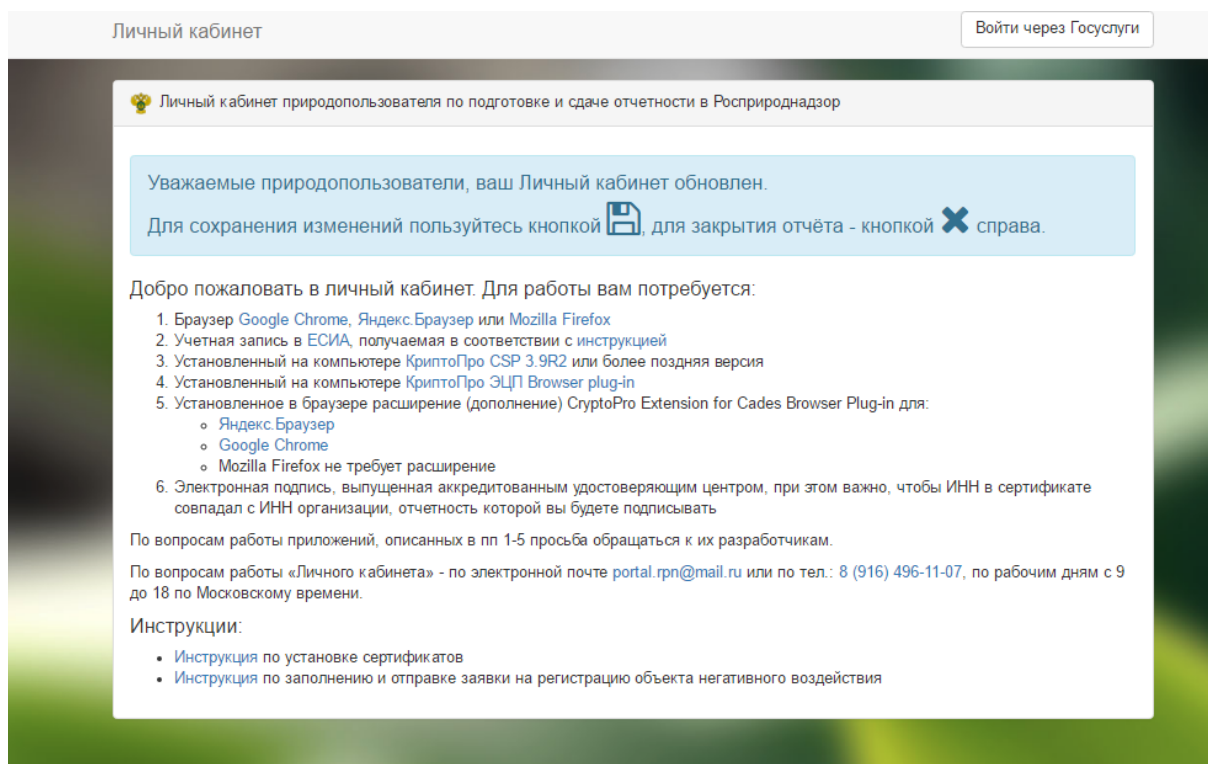 Личный кабинет
Войти через Госуслуги
Личный кабинет природопользователя по подготовке и сдаче отчетности в Росприроднадзор
Уважаемые природопользователи, ваш Личный кабинет обновлен.
Для сохранения изменений пользуйтесь кнопкой , для закрытия отчёта - кнопкой справа.
Добро пожаловать в личный кабинет. Для работы вам потребуется:
1. Браузер Google Chrome, Яндекс.Браузер или Mozilla Firefox
2. Учетная запись в ЕСИА, получаемая в соответствии с инструкцией
3. Установленный на компьютере КриптоПро CSP 3.9R2 или более поздняя версия
4. Установленный на компьютере КриптоПро ЭЦП Browser plug-in
5. Установленное в браузере расширение (дополнение) CryptoPro Extension for Cades Browser Plug-in для:
Яндекс.Браузер
Google Chrome
Mozilla Firefox не требует расширение
6. Электронная подпись, выпущенная аккредитованным удостоверяющим центром, при этом важно, чтобы ИНН в сертификате
совпадал с ИНН организации, отчетность которой вы будете подписывать
По вопросам работы приложений, описанных в пп 1-5 просьба обращаться к их разработчикам.
По вопросам работы «Личного кабинета» - по электронной почте portal.rpn@mail.ru или по тел.: 8 (916) 496-11-07, по рабочим дням с 9
до 18 по Московскому времени.
Инструкции:
Инструкция по установке сертификатов
Инструкция по заполнению и отправке заявки на регистрацию объекта негативного воздействия